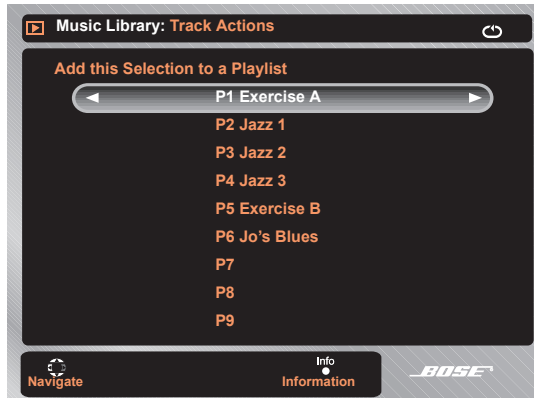 Music Library: Track Actions
Add this Selection to a Playlist
P1 Exercise A
P2 Jazz 1
P3 Jazz 2
P4 Jazz 3
P5 Exercise B
P6 Jo's Blues
P7
P8
P9
Navigate
Info
Information
BOSE